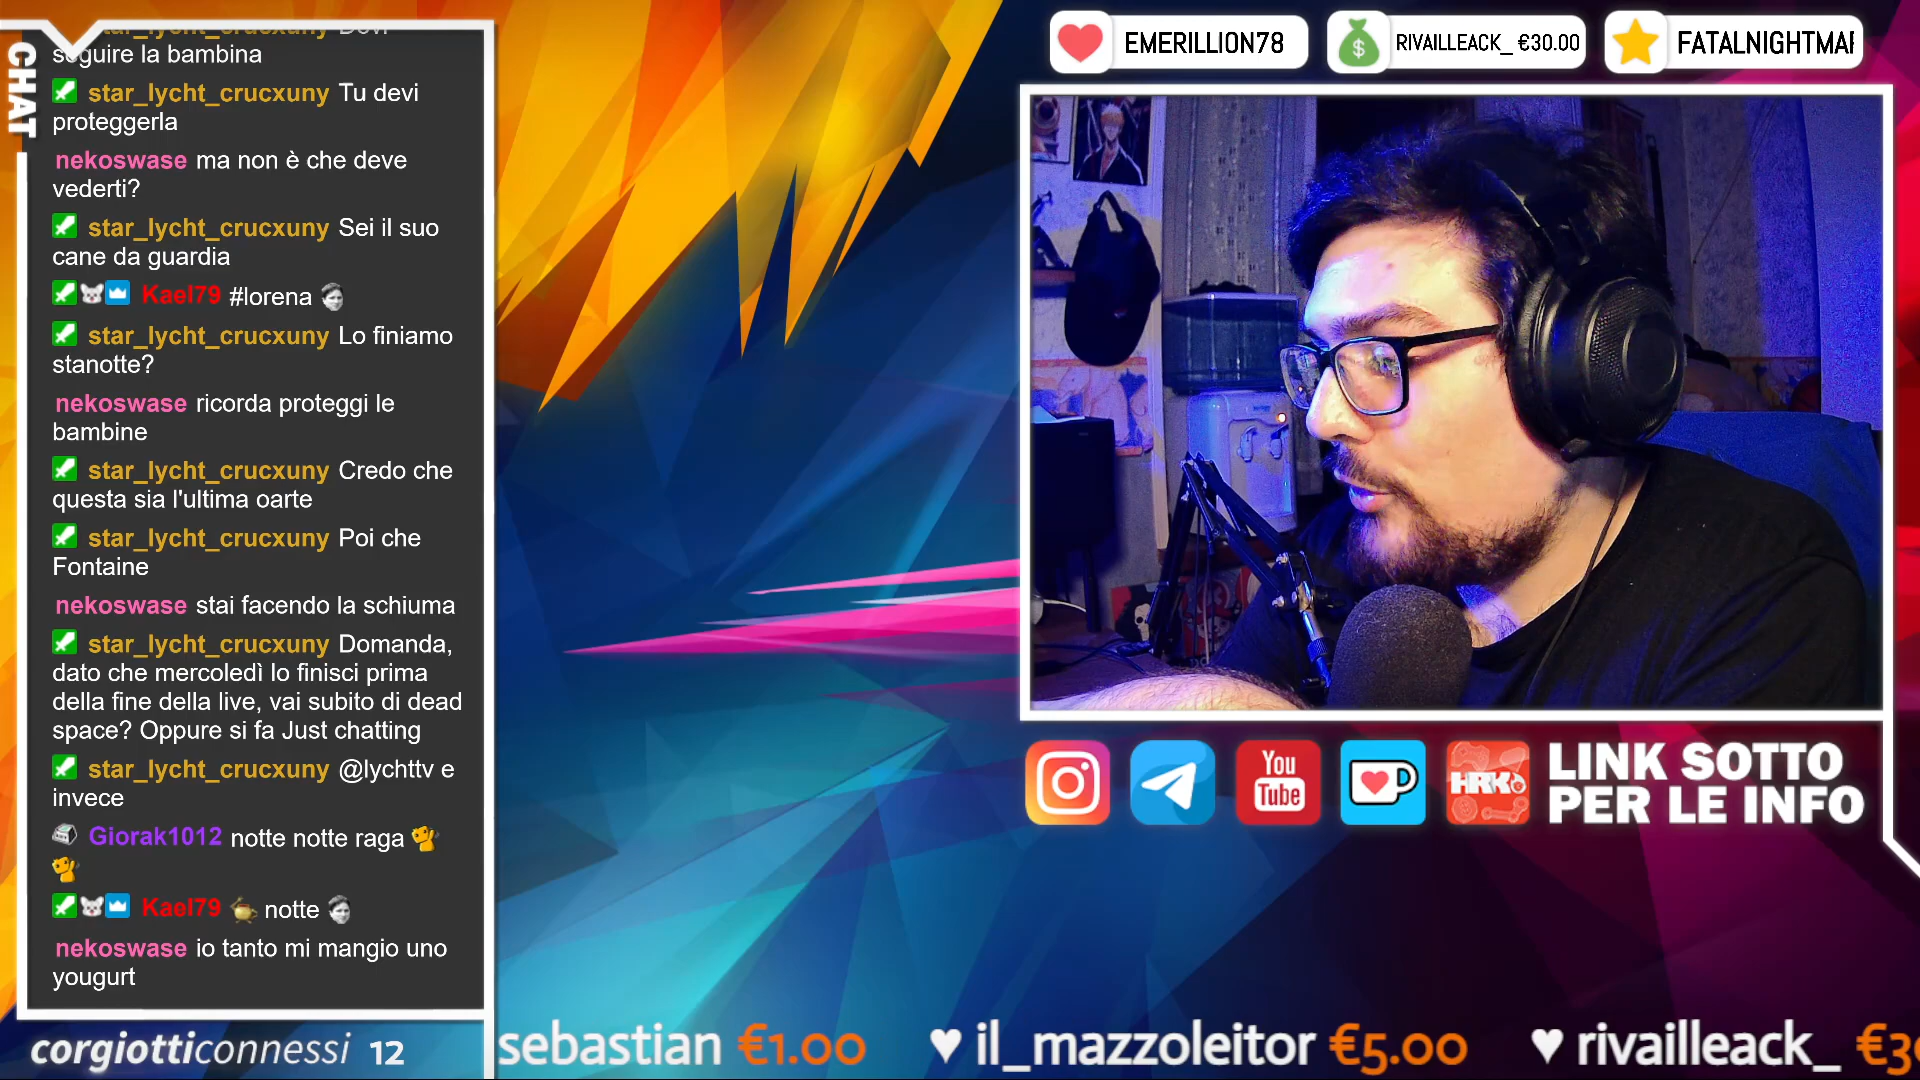 CHAT
seguire la bambina
star_lycht_crucxuny Tu devi
proteggerla
nekoswase ma non è che deve
vederti?
star_lycht_crucxuny Sei il suo
cane da guardia
Kael79 #lorena
star_lycht_crucxuny Lo finiamo
stanotte?
nekoswase ricorda proteggi le
bambine
star_lycht_crucxuny Credo che
questa sia l'ultima oarte
star_lycht_crucxuny Poi che
Fontaine
nekoswase stai facendo la schiuma
star_lycht_crucxuny Domanda,
dato che mercoledì lo finisci prima
della fine della live, vai subito di dead
space? Oppure si fa Just chatting
star_lycht_crucxuny @lychttv e
invece
Giorak1012 notte notte raga
Kael79 notte
nekoswase io tanto mi mangio uno
yougurt
corgiotticonnessi 12
EMERILLION78
RIVAILLEACK_ €30.00
FATALNIGHTMA
You
Tube
HRK
LINK SOTTO
PER LE INFO
sebastian €1.00 ♥ il_mazzoleitor €5.00 ♥ rivailleack_ €3